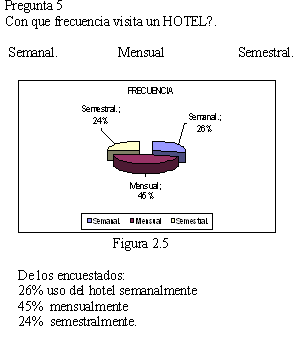 Pregunta 5
Con que frecuencia visita un HOTEL?.
Semanal. Mensual Semestral.
FRECUENCIA
Semestral.; 24%
Semanal.; 26%
Mensual; 45%
Semanal. Mensual Semestral.
Figura 2.5
De los encuestados:
26% uso del hotel semanalmente
45% mensualmente
24% semestralmente.